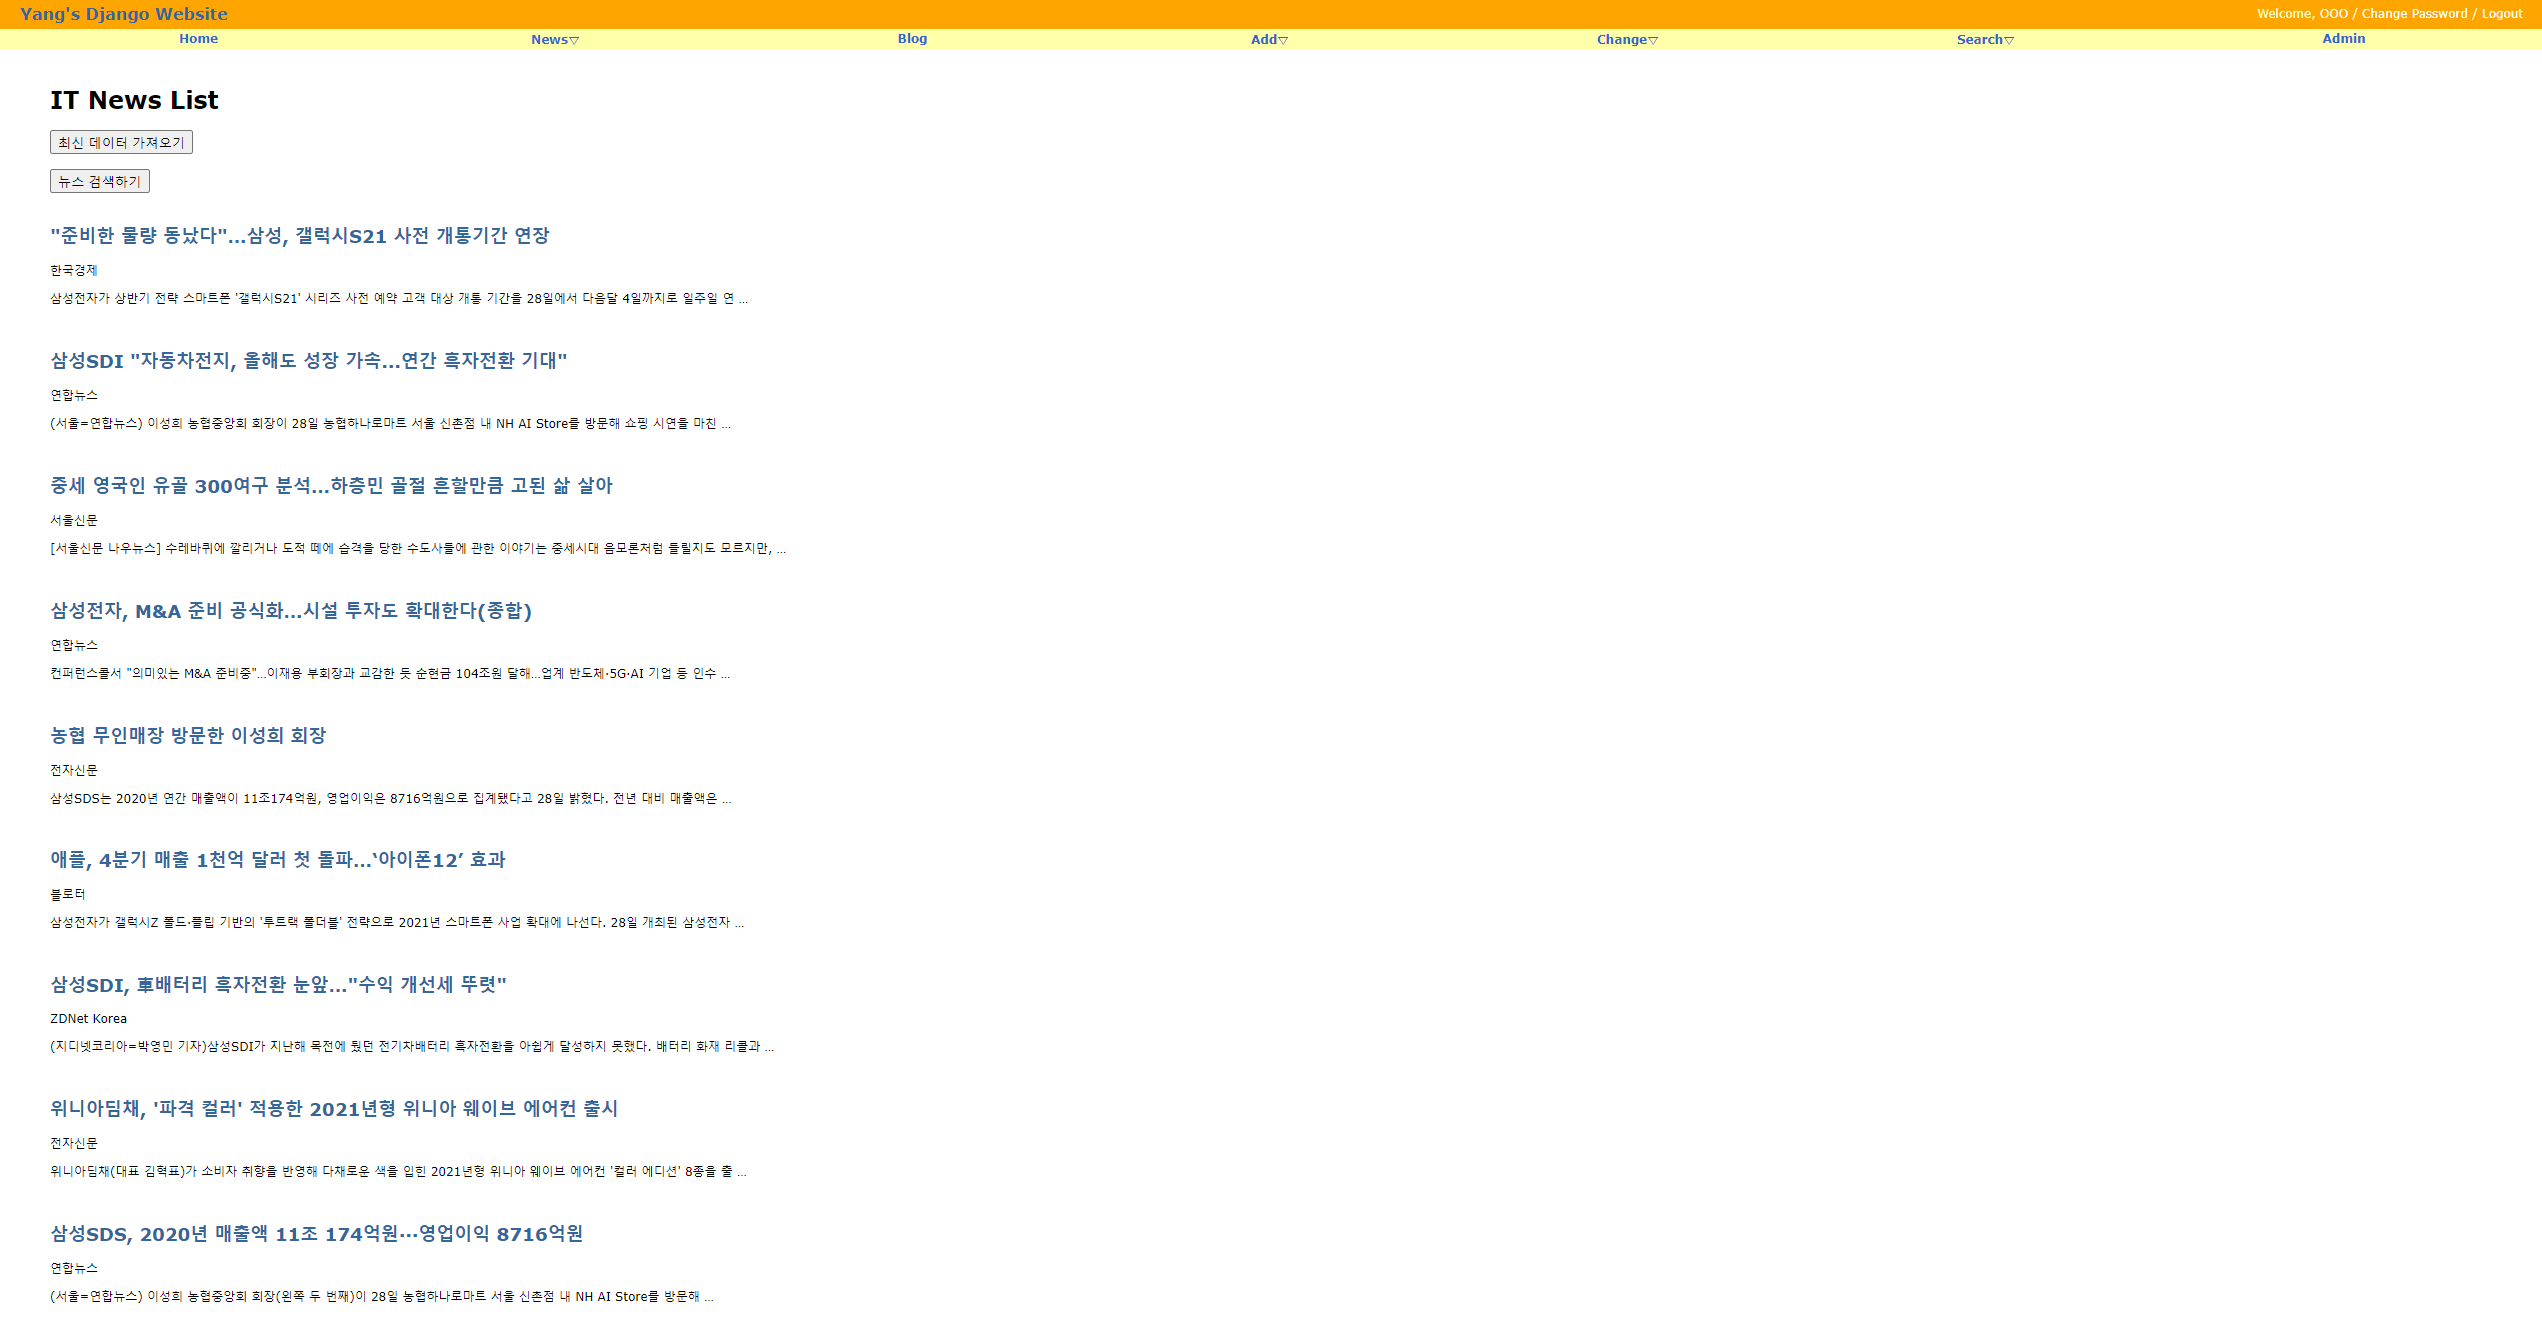 Yang's Django Website
Welcome, OOO / Change Password / Logout
Home News▽ Blog Add▽ Change▽ Search▽ Admin
IT News List
최신 데이터 가져오기
뉴스 검색하기
"준비한 물량 동났다"...삼성, 갤럭시S21 사전 개통기간 연장
한국경제
삼성전자가 상반기 전략 스마트폰 '갤럭시S21' 시리즈 사전 예약 고객 대상 개통 기간을 28일에서 다음달 4일까지로 일주일 연 ...
삼성SDI "자동차전지, 올해도 성장 가속...연간 흑자전환 기대"
연합뉴스
(서울=연합뉴스) 이성희 농협중앙회 회장이 28일 농협하나로마트 서울 신촌점 내 NH AI Store를 방문해 쇼핑 시연을 마친 ...
중세 영국인 유골 300여구 분석...하층민 골절 흔할만큼 고된 삶 살아
서울신문
[서울신문 나우뉴스] 수레바퀴에 깔리거나 도적 떼에 습격을 당한 수도사들에 관한 이야기는 중세시대 음모론처럼 들릴지도 모르지만, ...
삼성전자, M&A 준비 공식화...시설 투자도 확대한다(종합)
연합뉴스
컨퍼런스콜서 "의미있는 M&A 준비중"...이재용 부회장과 교감한 듯 순현금 104조원 달해...업계 반도체·5G·AI 기업 등 인수 ...
농협 무인매장 방문한 이성희 회장
전자신문
삼성SDS는 2020년 연간 매출액이 11조174억원, 영업이익은 8716억원으로 집계됐다고 28일 밝혔다. 전년 대비 매출액은 ...
애플, 4분기 매출 1천억 달러 첫 돌파...‘아이폰12’ 효과
블로터
삼성전자가 갤럭시Z 폴드·플립 기반의 '투트랙 폴더블' 전략으로 2021년 스마트폰 사업 확대에 나선다. 28일 개최된 삼성전자 ...
삼성SDI, 車배터리 흑자전환 눈앞..."수익 개선세 뚜렷"
ZDNet Korea
(지디넷코리아=박영민 기자)삼성SDI가 지난해 목전에 뒀던 전기차배터리 흑자전환을 아쉽게 달성하지 못했다. 배터리 화재 리콜과 ...
위니아딤채, '파격 컬러' 적용한 2021년형 위니아 웨이브 에어컨 출시
전자신문
위니아딤채(대표 김혁표)가 소비자 취향을 반영해 다채로운 색을 입힌 2021년형 위니아 웨이브 에어컨 '컬러 에디션' 8종을 출 ...
삼성SDS, 2020년 매출액 11조 174억원···영업이익 8716억원
연합뉴스
(서울=연합뉴스) 이성희 농협중앙회 회장(왼쪽 두 번째)이 28일 농협하나로마트 서울 신촌점 내 NH AI Store를 방문해 ...